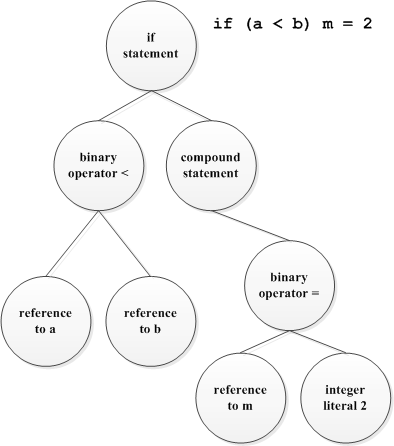 if (a < b) m = 2
if
statement
binary
operator <
compound
statement
reference
to a
reference
to b
binary
operator =
reference
to m
integer
literal 2